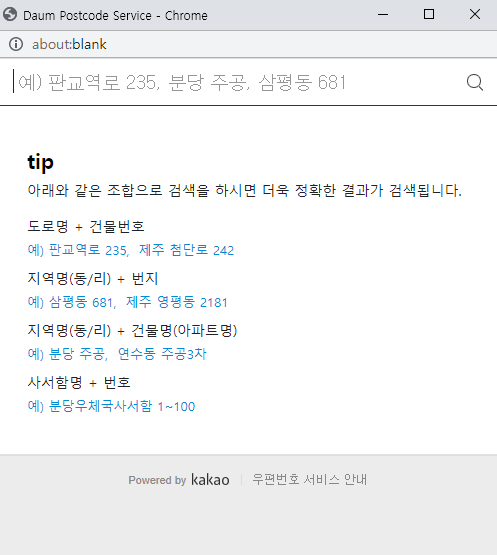 Daum Postcode Service - Chrome
about:blank
예) 판교역로 235, 분당 주공, 삼평동 681
tip
아래와 같은 조합으로 검색을 하시면 더욱 정확한 결과가 검색됩니다.
도로명 + 건물번호
예) 판교역로 235, 제주 첨단로 242
지역명(동/리) + 번지
예) 삼평동 681, 제주 영평동 2181
지역명(동/리) + 건물명(아파트명)
예) 분당 주공, 연수동 주공3차
사서함명 + 번호
예) 분당우체국사서함 1~100
Powered by kakao 우편번호 서비스 안내